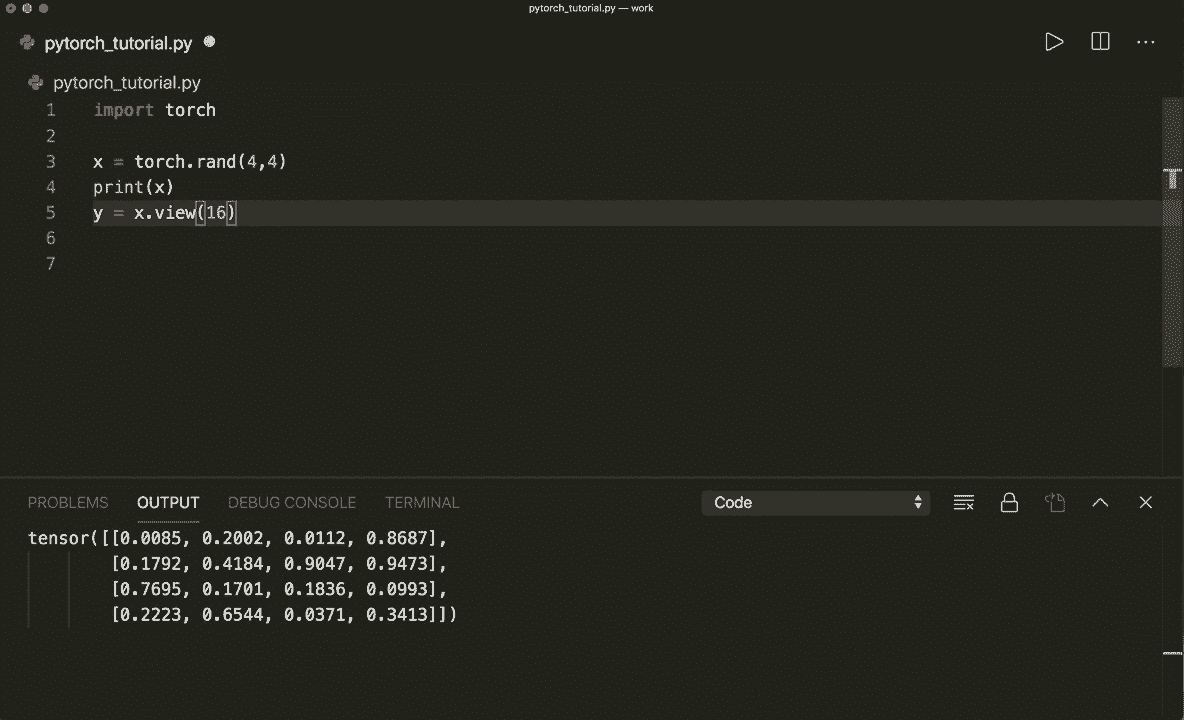 pytorch_tutorial.py — work
pytorch_tutorial.py
pytorch_tutorial.py
1 import torch
2
3 x = torch.rand(4,4)
4 print(x)
5 y = x.view(16)
6
7
PROBLEMS OUTPUT DEBUG CONSOLE TERMINAL Code
tensor([[0.0085, 0.2002, 0.0112, 0.8687],
[0.1792, 0.4184, 0.9047, 0.9473],
[0.7695, 0.1701, 0.1836, 0.0993],
[0.2223, 0.6544, 0.0371, 0.3413]])